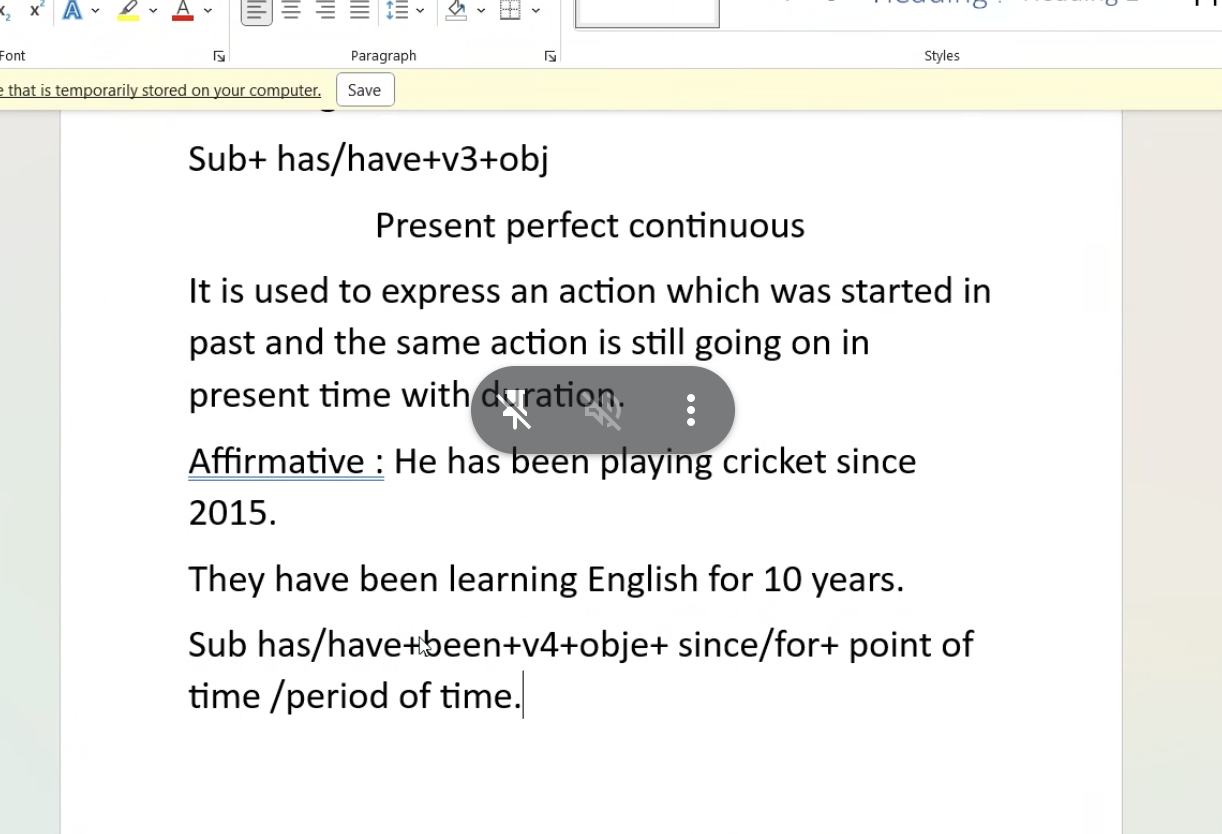 Font
Paragraph
Styles
e that is temporarily stored on your computer.
Save
Sub+ has/have+v3+obj
Present perfect continuous
It is used to express an action which was started in
past and the same action is still going on in
present time with duration.
Affirmative : He has been playing cricket since
2015.
They have been learning English for 10 years.
Sub has/have+been+v4+obje+ since/for+ point of
time /period of time.